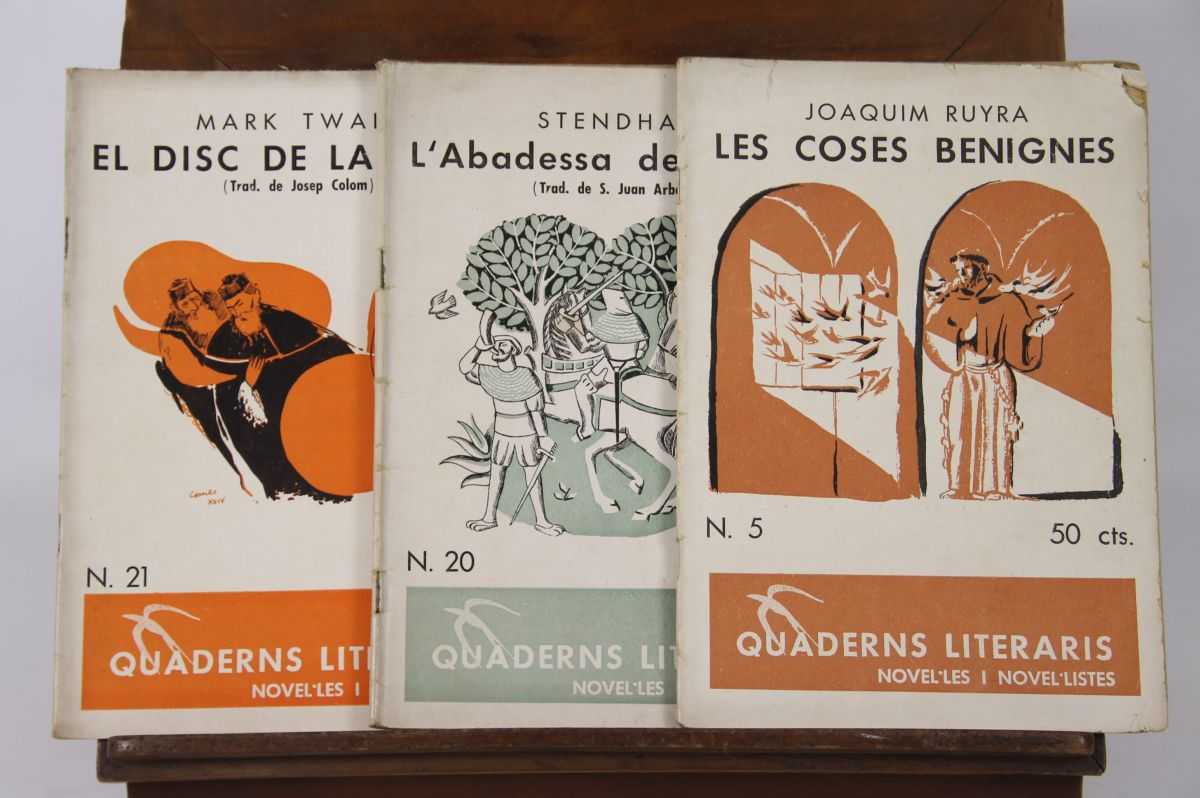 MARK TWAI
EL DISC DE LA
(Trad. de Josep Colom)
N. 21
QUADERNS LIT
NOVEL·LES I
STENDHA
L'Abadessa de
(Trad. de S. Juan Arb
N. 20
QUADERNS LIT
NOVEL·LES
JOAQUIM RUYRA
LES COSES BENIGNES
N. 5
50 cts.
QUADERNS LITERARIS
NOVEL·LES I NOVEL·LISTES